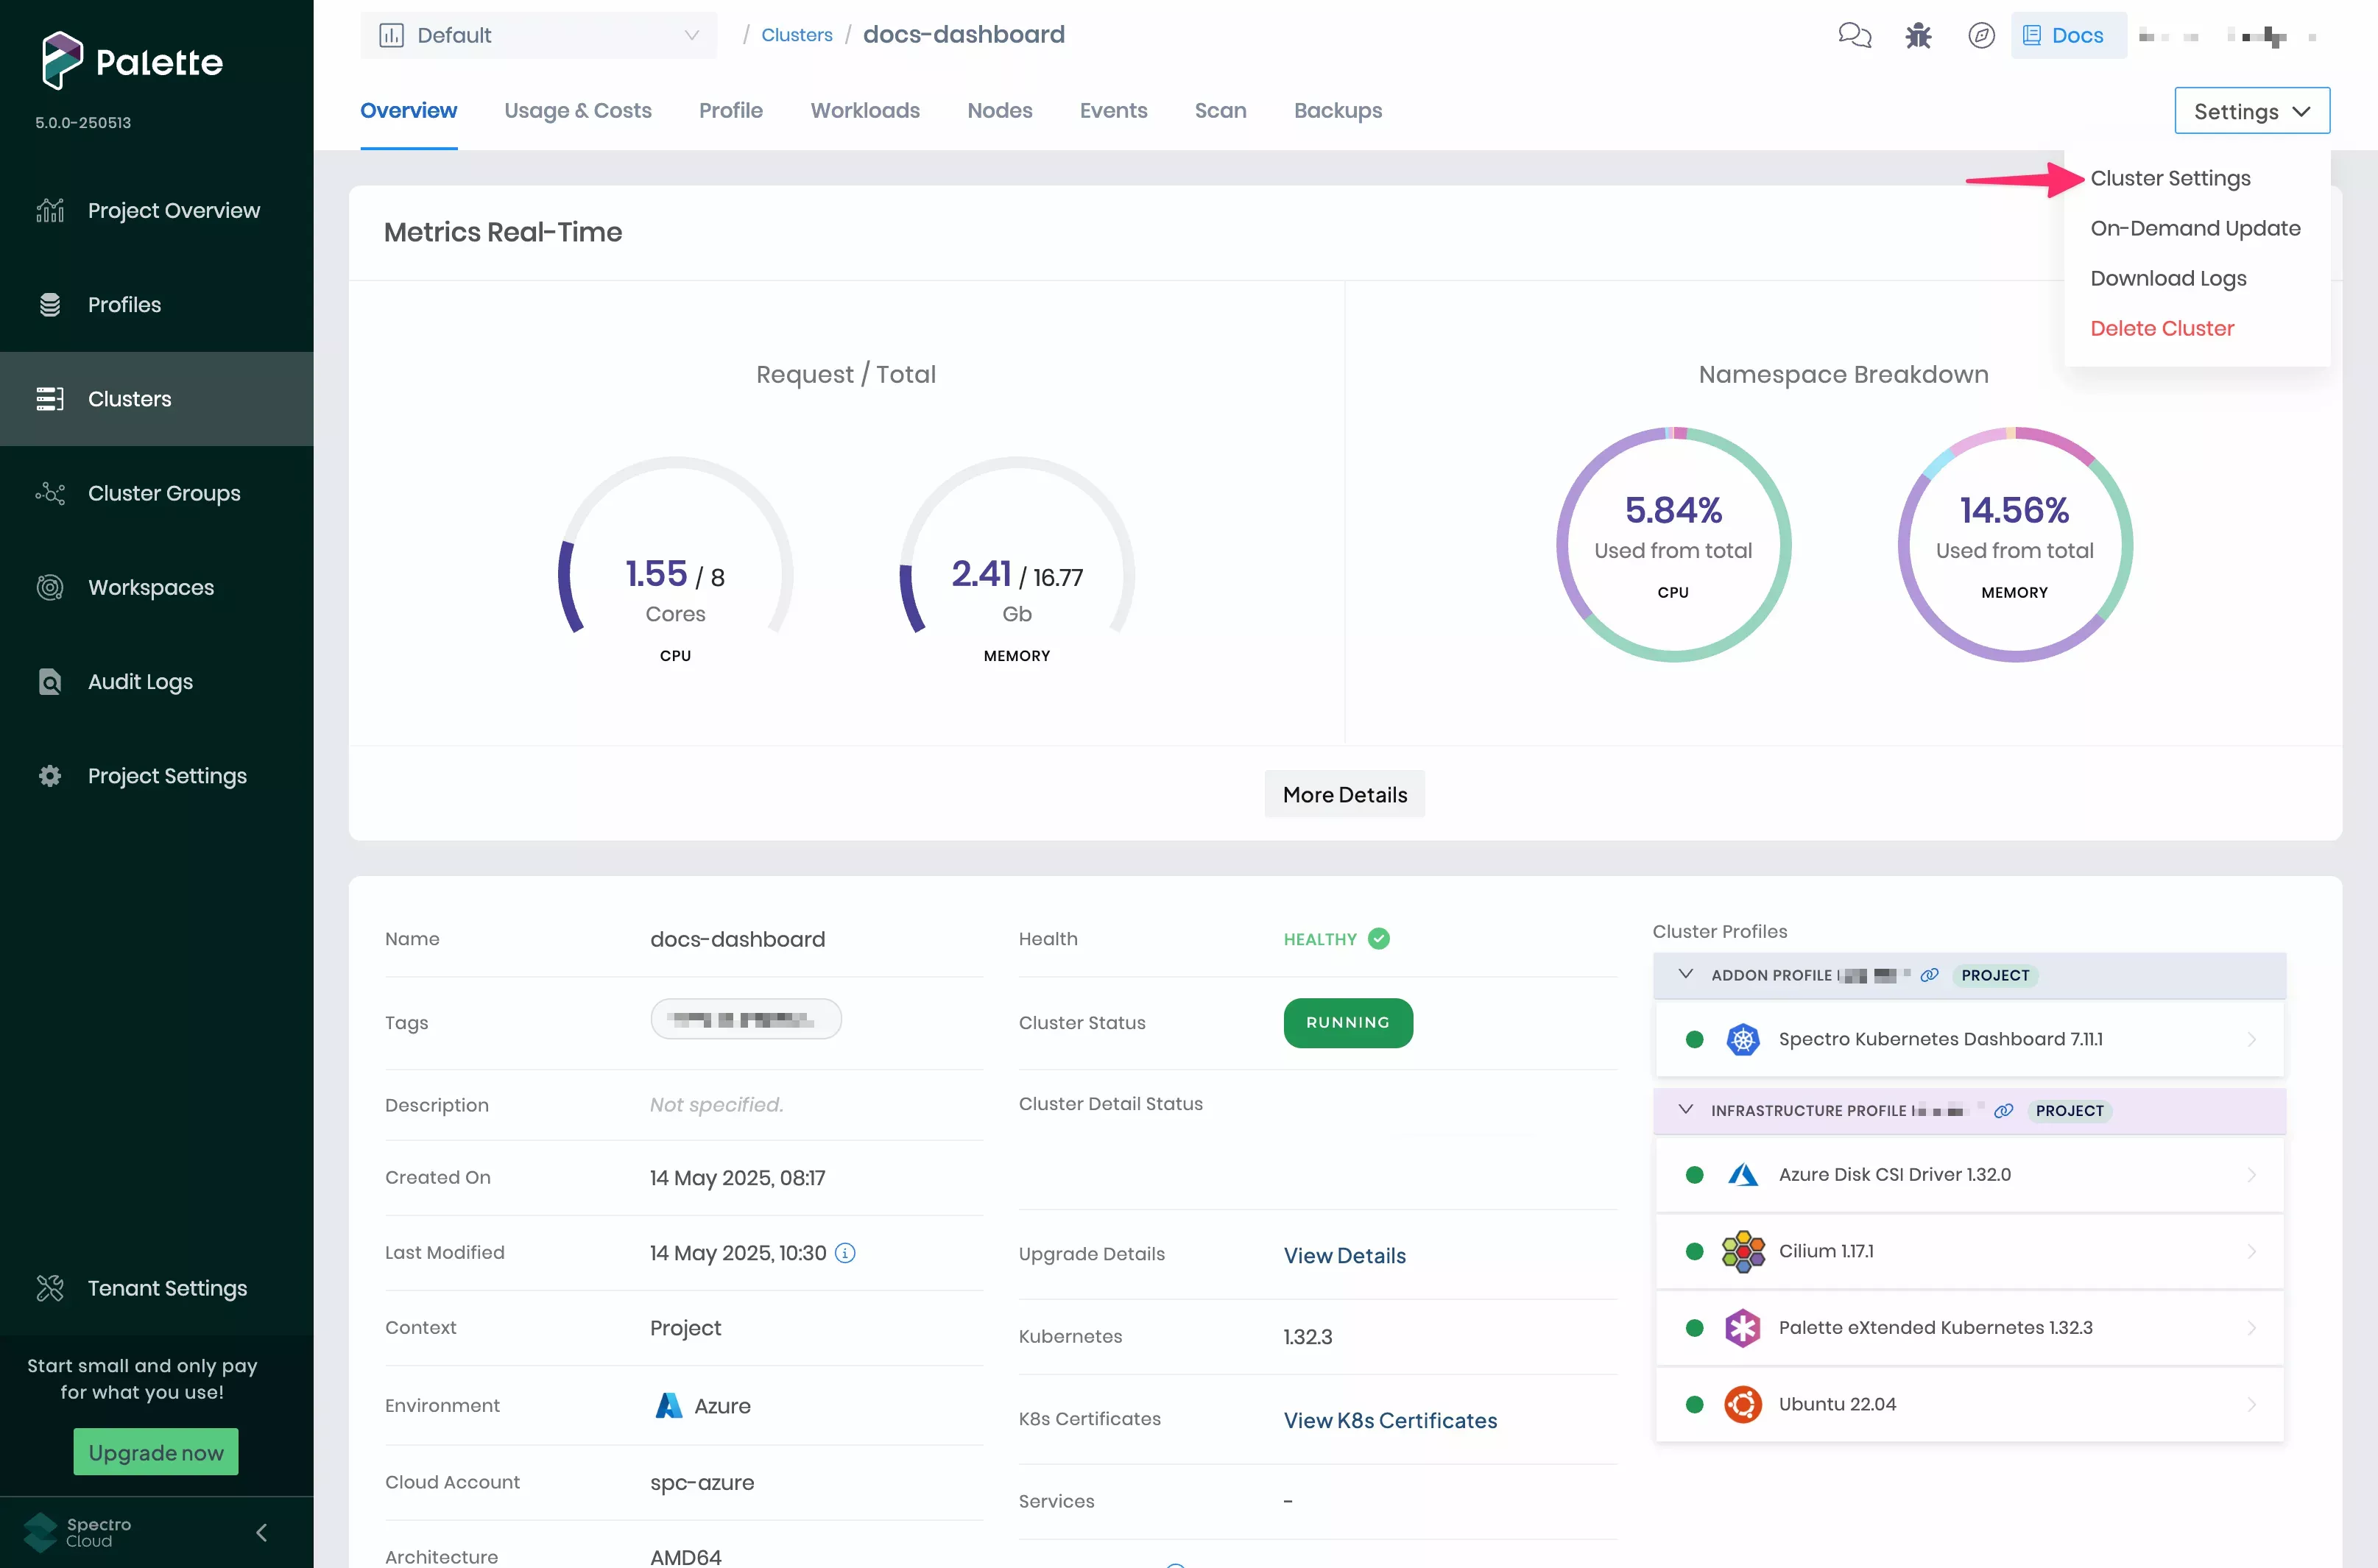 Palette
5.0.0-250513
Project Overview
Profiles
Clusters
Cluster Groups
Workspaces
Audit Logs
Project Settings
Tenant Settings
Start small and only pay
for what you use!
Upgrade now
Spectro
Cloud
Default
/ Clusters / docs-dashboard
Docs
Overview Usage & Costs Profile Workloads Nodes Events Scan Backups
Settings
Cluster Settings
On-Demand Update
Download Logs
Delete Cluster
Metrics Real-Time
Request / Total
1.55 / 8
Cores
CPU
2.41 / 16.77
Gb
MEMORY
Namespace Breakdown
5.84%
Used from total
CPU
14.56%
Used from total
MEMORY
More Details
Name docs-dashboard
Tags
Description Not specified.
Created On 14 May 2025, 08:17
Last Modified 14 May 2025, 10:30
Context Project
Environment Azure
Cloud Account spc-azure
Architecture AMD64
Health HEALTHY
Cluster Status RUNNING
Cluster Detail Status
Upgrade Details View Details
Kubernetes 1.32.3
K8s Certificates View K8s Certificates
Services -
Cluster Profiles
ADDON PROFILE PROJECT
Spectro Kubernetes Dashboard 7.11.1
INFRASTRUCTURE PROFILE PROJECT
Azure Disk CSI Driver 1.32.0
Cilium 1.17.1
Palette eXtended Kubernetes 1.32.3
Ubuntu 22.04